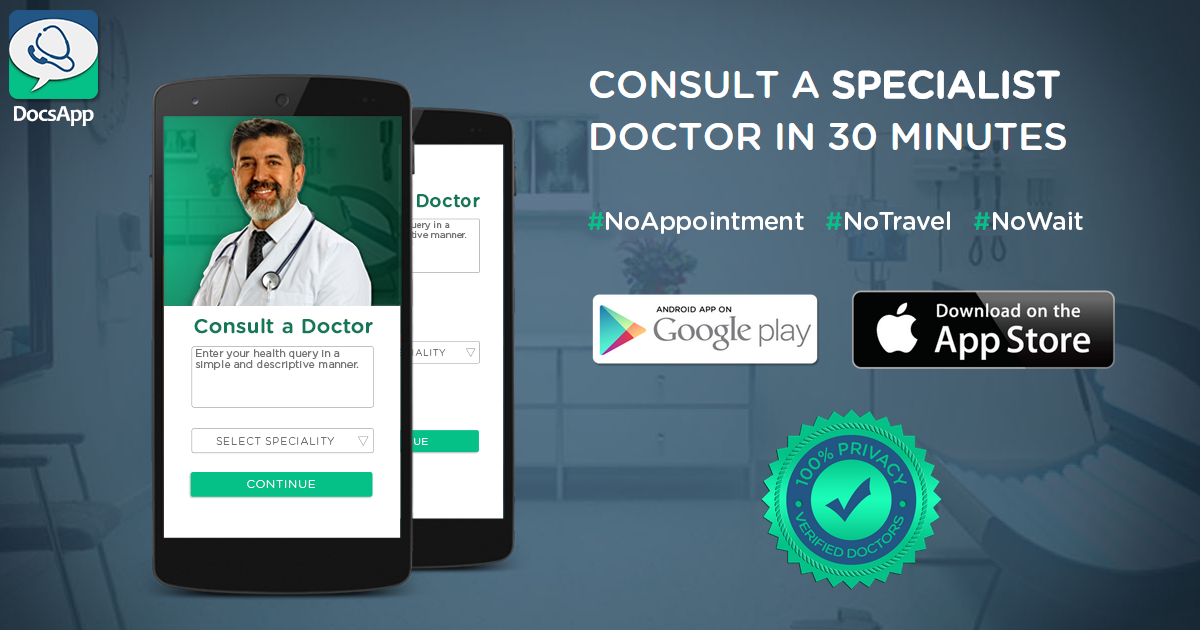 DocsApp
CONSULT A SPECIALIST
DOCTOR IN 30 MINUTES
#NoAppointment #NoTravel #NoWait
ANDROID APP ON
Google play
Download on the
App Store
Consult a Doctor
Enter your health query in a
simple and descriptive manner.
SELECT SPECIALITY
CONTINUE
Doctor
uery in a
tive manner.
ALITY
UE
100% PRIVACY
VERIFIED DOCTORS